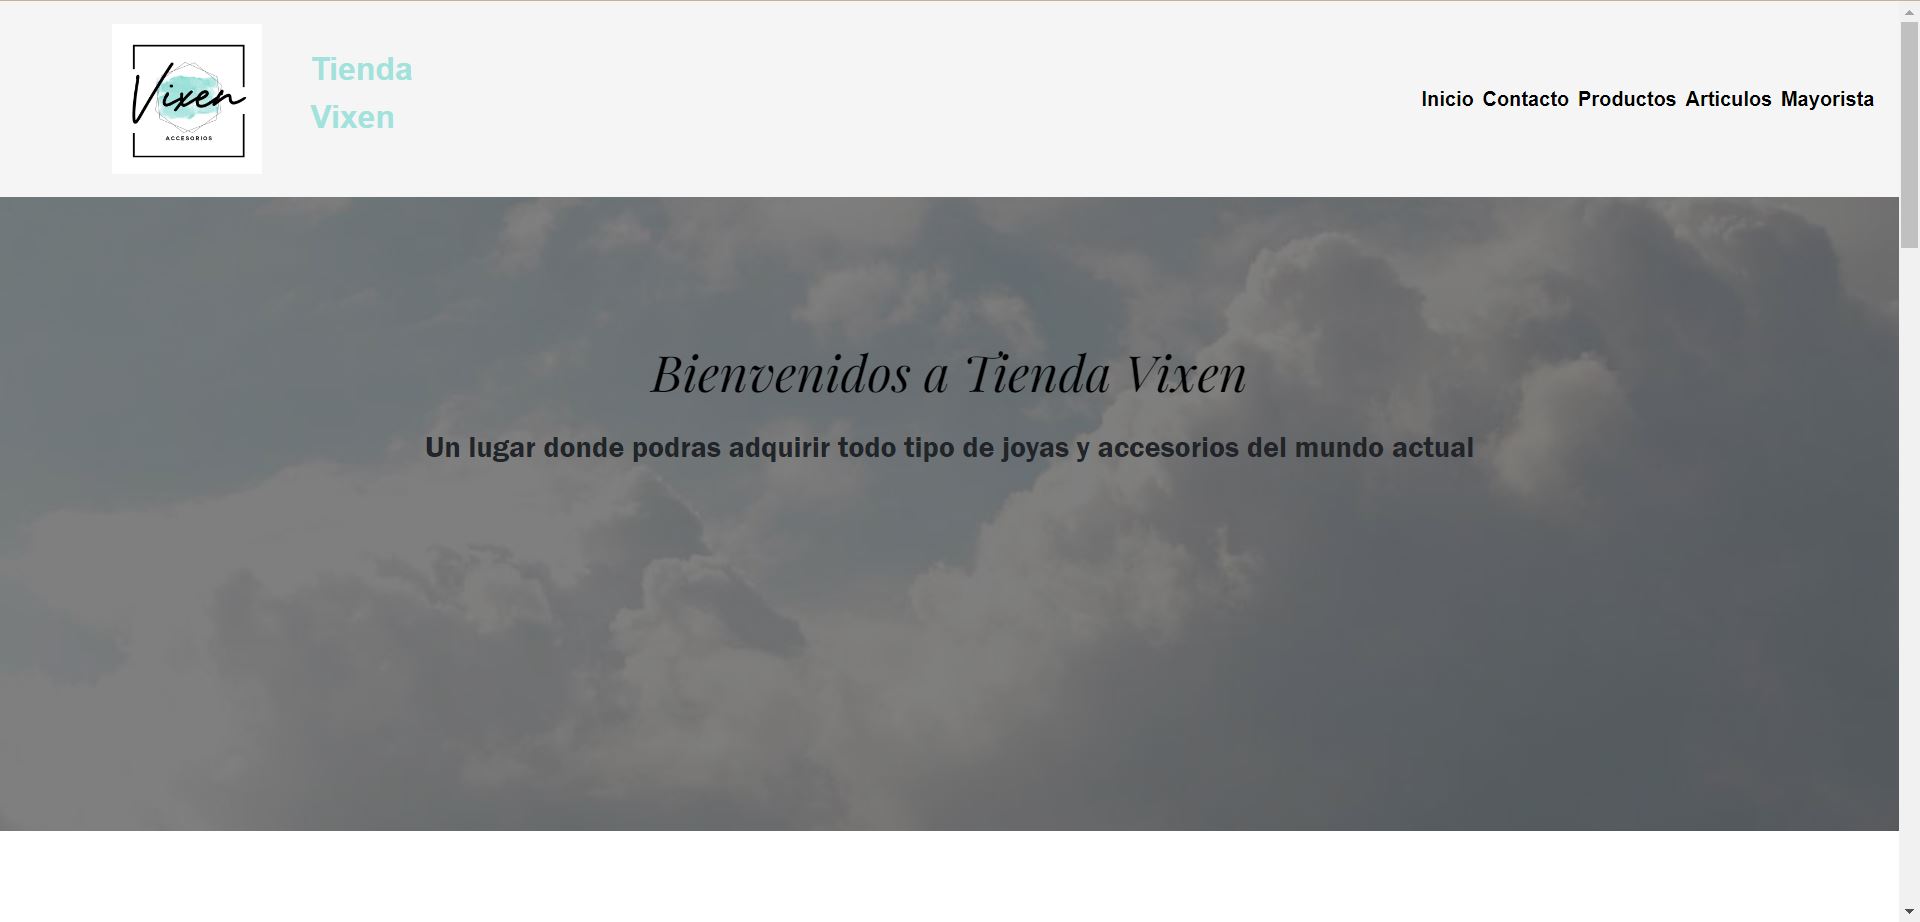 Vixen
ACCESORIOS
Tienda
Vixen
Inicio Contacto Productos Articulos Mayorista
Bienvenidos a Tienda Vixen
Un lugar donde podras adquirir todo tipo de joyas y accesorios del mundo actual